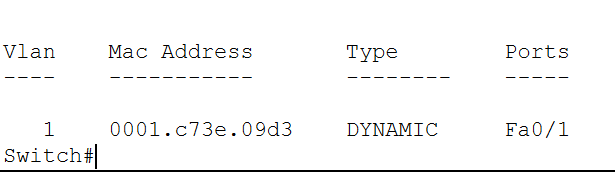 Vlan    Mac Address       Type        Ports
----    -----------       --------    -----
   1    0001.c73e.09d3    DYNAMIC     Fa0/1
Switch#